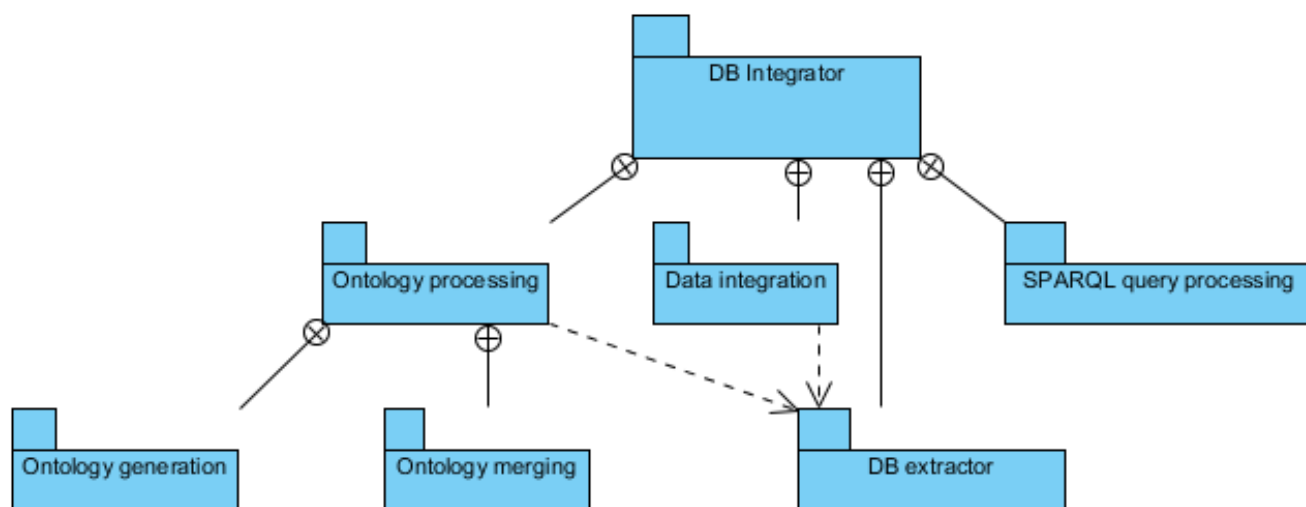 DB Integrator
Ontology processing
Data integration
SPARQL query processing
Ontology generation
Ontology merging
DB extractor